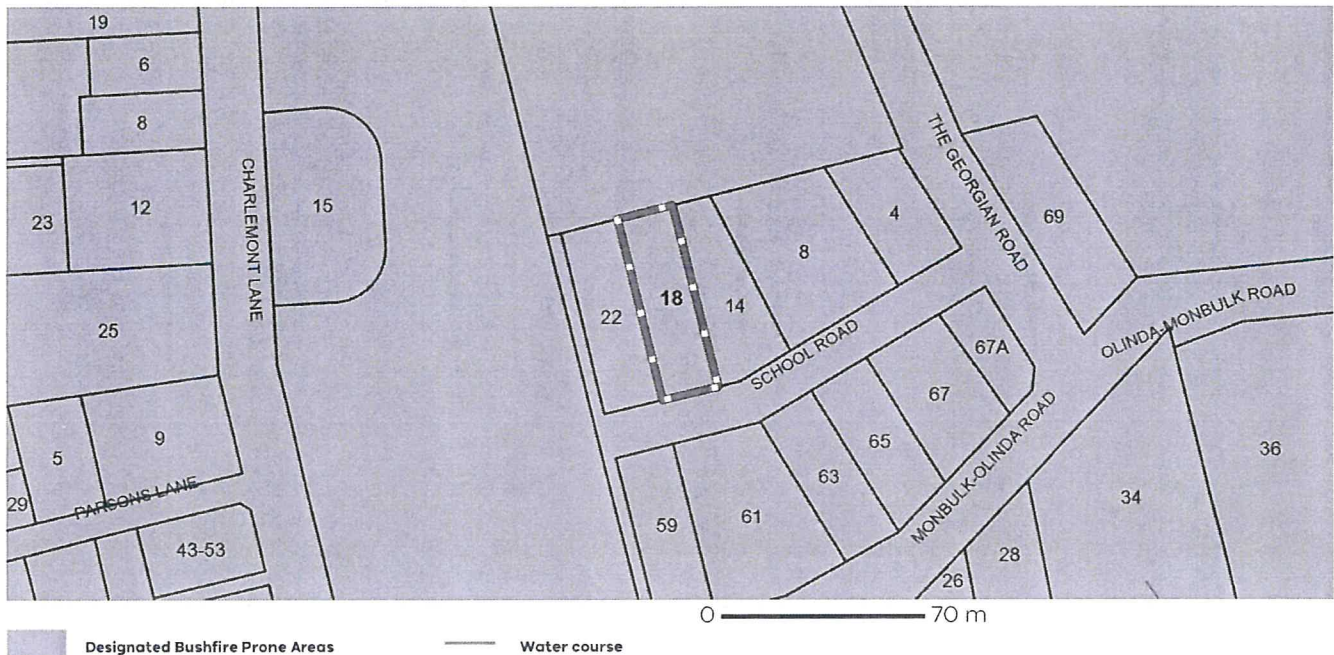 19
6
8
CHARLEMONT LANE
23
12
15
25
5
9
29
PARSONS LANE
43-53
22
18
14
8
4
THE GEORGIAN ROAD
69
SCHOOL ROAD
OLINDA-MONBULK ROAD
67A
67
65
63
61
59
MONBULK-OLINDA ROAD
36
34
28
26
0 70 m
Designated Bushfire Prone Areas Water course